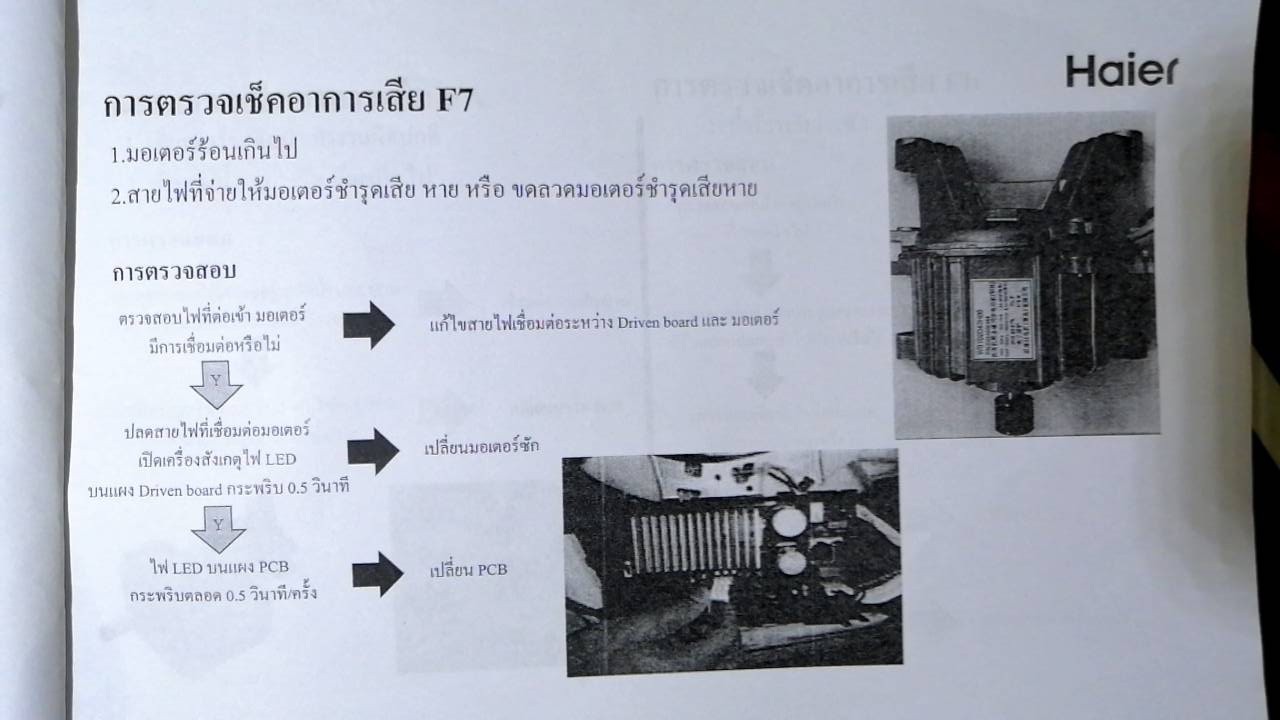 Haier
การตรวจเช็คอาการเสีย F7
1.มอเตอร์ร้อนเกินไป
2.สายไฟที่จ่ายให้มอเตอร์ชำรุดเสีย หาย หรือ ขดลวดมอเตอร์ชำรุดเสียหาย
การตรวจสอบ
ตรวจสอบไฟที่ต่อเข้า มอเตอร์
มีการเชื่อมต่อหรือไม่
แก้ไขสายไฟเชื่อมต่อระหว่าง Driven board และ มอเตอร์
Y
ปลดสายไฟที่เชื่อมต่อมอเตอร์
เปิดเครื่องสังเกตุไฟ LED
บนแผง Driven board กระพริบ 0.5 วินาที
เปลี่ยนมอเตอร์ซัก
Y
ไฟ LED บนแผง PCB
กระพริบตลอด 0.5 วินาที/ครั้ง
เปลี่ยน PCB